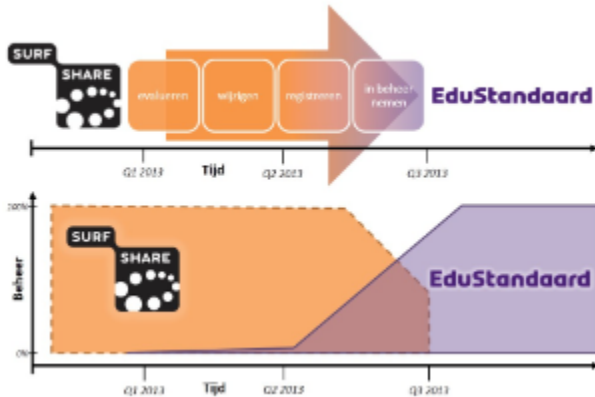 SURF
SHARE
evalueren
wijzigen
registreren
in beheer
nemen
EduStandaard
Q1 2013
Tijd
Q2 2013
Q3 2013
100%
SURF
SHARE
EduStandaard
Beheer
0%
Q1 2013
Tijd
Q2 2013
Q3 2013